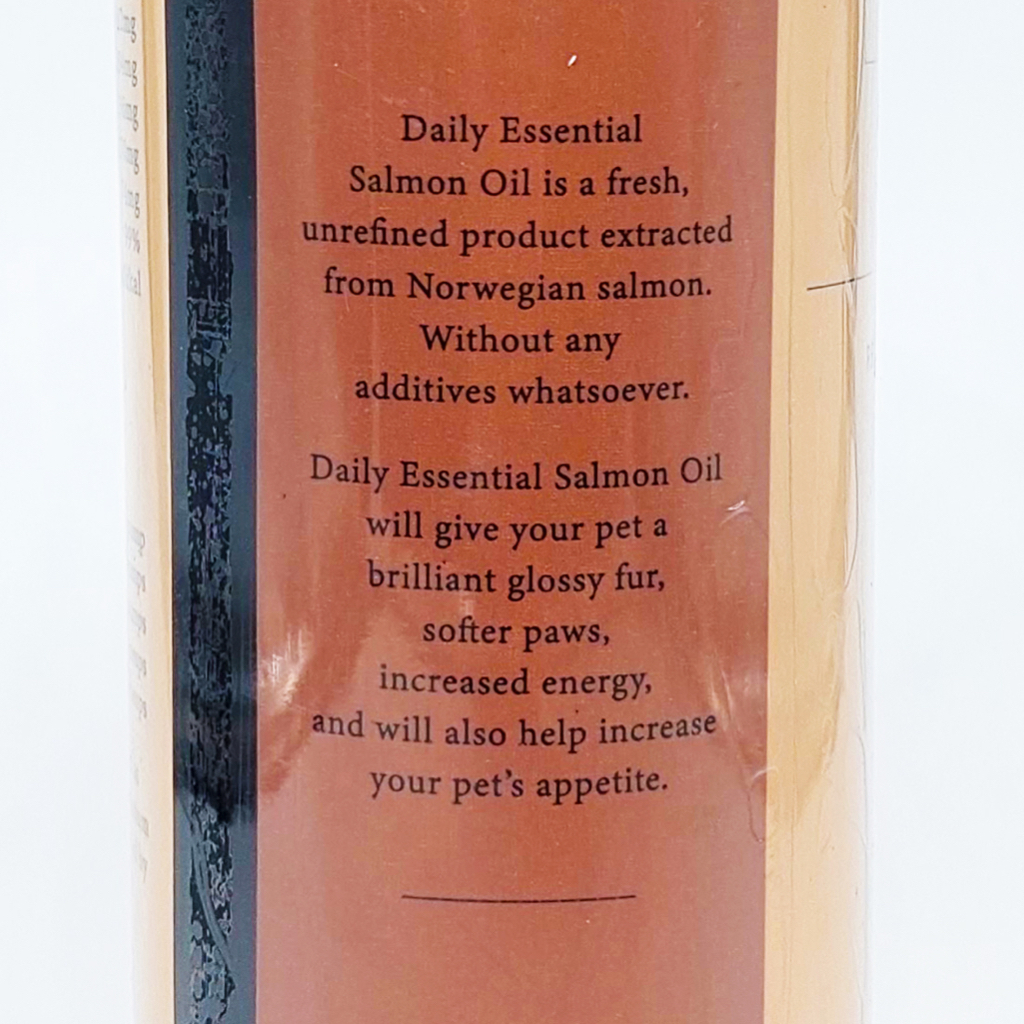 Daily Essential
Salmon Oil is a fresh,
unrefined product extracted
from Norwegian salmon.
Without any
additives whatsoever.
Daily Essential Salmon Oil
will give your pet a
brilliant glossy fur,
softer paws,
increased energy,
and will also help increase
your pet's appetite.